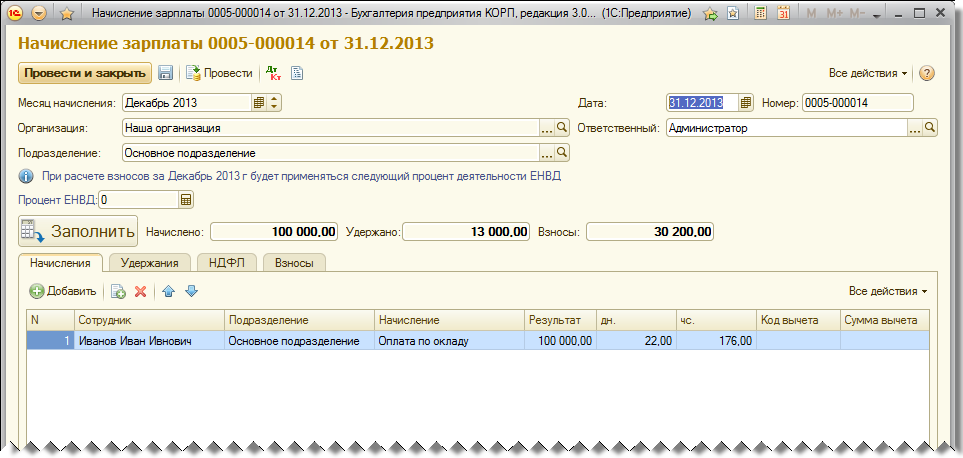 Начисление зарплаты 0005-000014 от 31.12.2013 - Бухгалтерия предприятия КОРП, редакция 3.0... (1С:Предприятие) M M+ M-
Начисление зарплаты 0005-000014 от 31.12.2013
Провести и закрыть Провести Дт Кт Все действия
Месяц начисления: Декабрь 2013 Дата: 31.12.2013 Номер: 0005-000014
Организация: Наша организация ... Ответственный: Администратор ...
Подразделение: Основное подразделение ...
При расчете взносов за Декабрь 2013 г будет применяться следующий процент деятельности ЕНВД
Процент ЕНВД: 0
Заполнить Начислено: 100 000,00 Удержано: 13 000,00 Взносы: 30 200,00
Начисления Удержания НДФЛ Взносы
Добавить Все действия
N Сотрудник Подразделение Начисление Результат дн. чс. Код вычета Сумма вычета
1 Иванов Иван Ивнович Основное подразделение Оплата по окладу 100 000,00 22,00 176,00